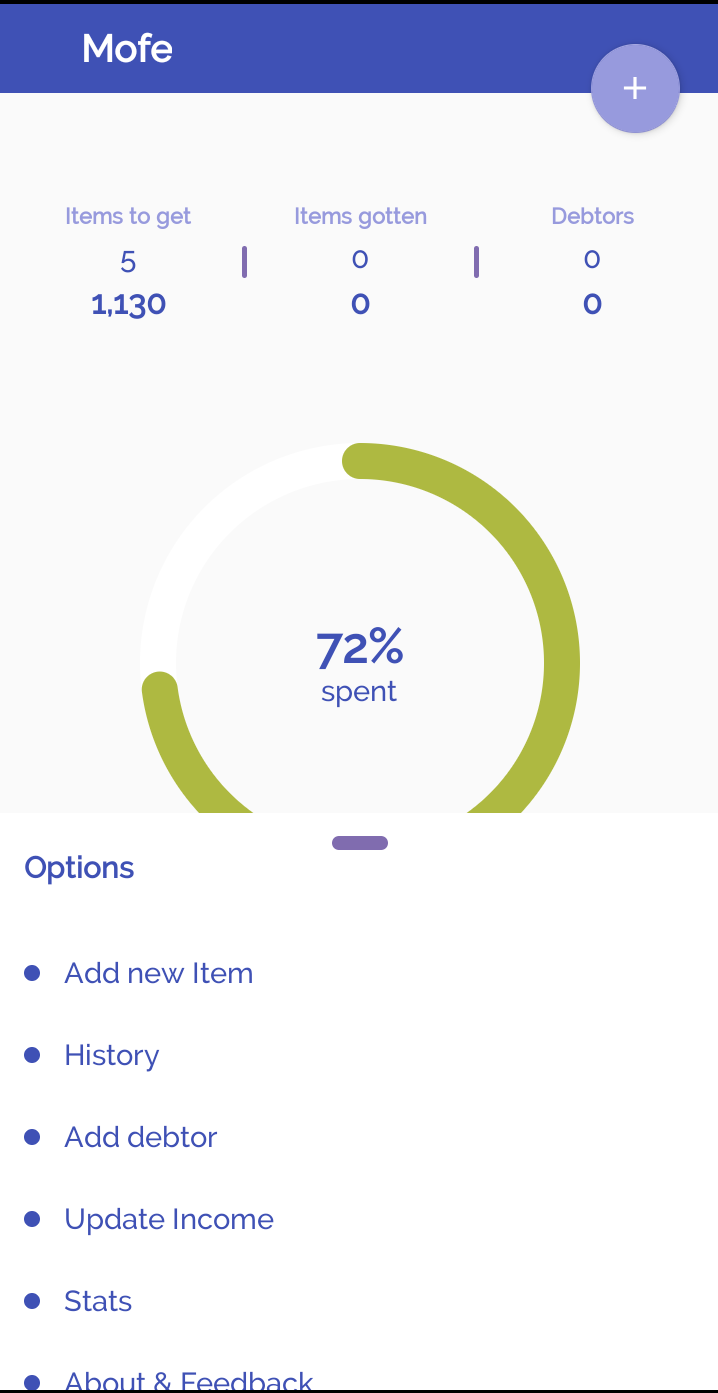 Mofe
+
Items to get
Items gotten
Debtors
5
0
0
1,130
0
0
72%
spent
Options
Add new Item
History
Add debtor
Update Income
Stats
About & Feedback